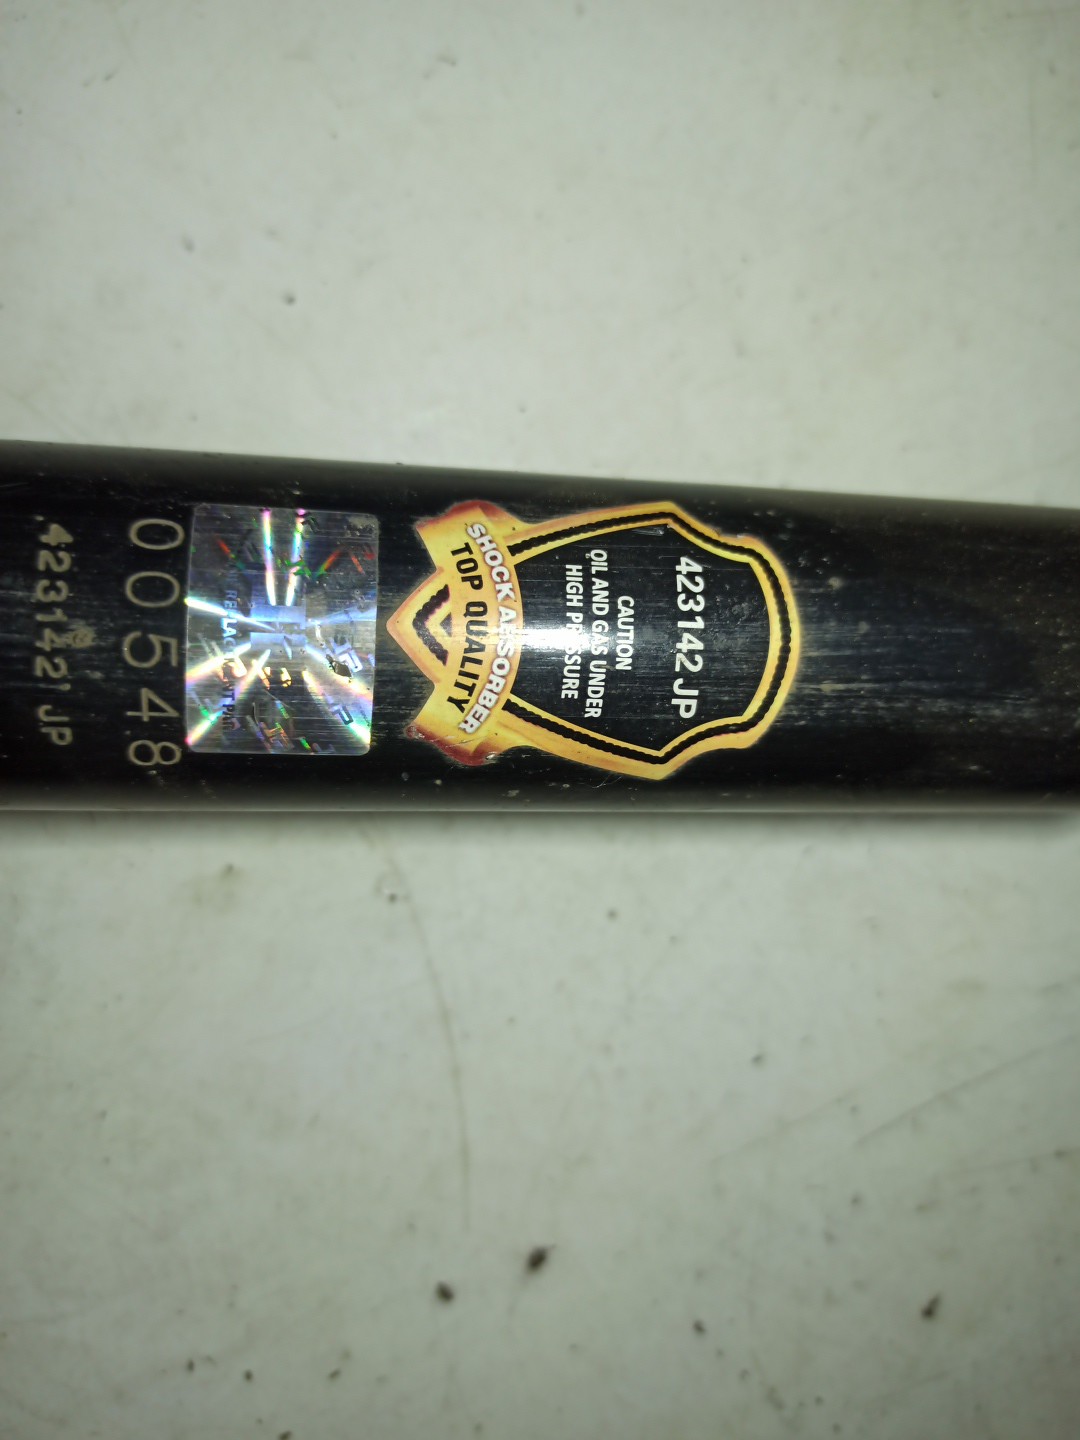 423142 JP
CAUTION
OIL AND GAS UNDER
HIGH PRESSURE
SHOCK ABSORBER
TOP QUALITY
00548
423142 JP